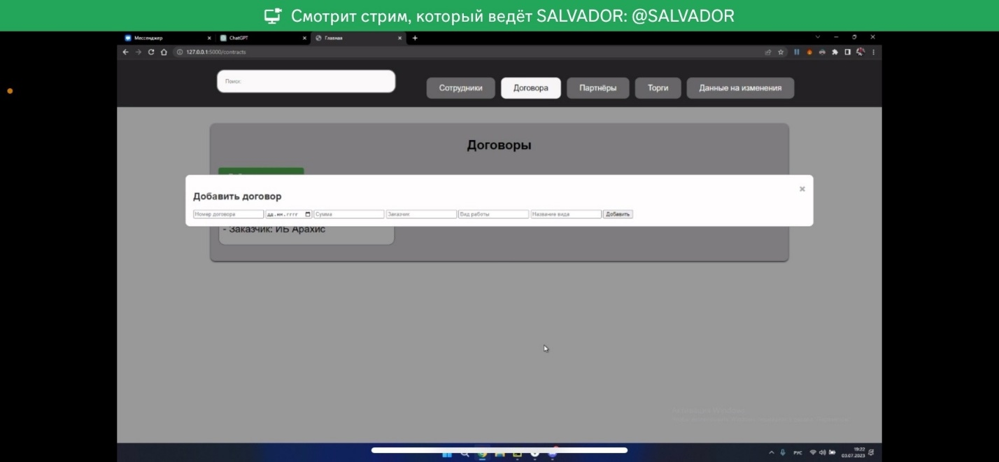 Смотрит стрим, который ведёт SALVADOR: @SALVADOR
Мессенджер
ChatGPT
Главная
127.0.0.1:5000/contracts
Поиск:
Сотрудники
Договора
Партнёры
Торги
Данные на изменения
Договоры
Добавить договор
Номер договора
дд.мм.гггг
Сумма
Заказчик
Вид работы
Название вида
Добавить
- Заказчик: ИБ Арахис
РУС
19:22
03.07.2023